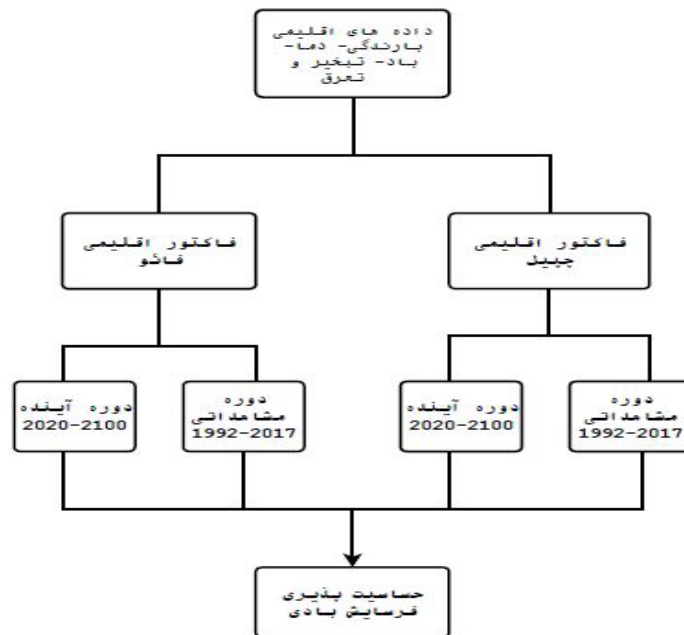 داده های اقلیمی
بارندگی- دما-
باد- تبخیر و
تعرق
فاکتور اقلیمی
چپیل
فاکتور اقلیمی
فائو
دوره
مشاهداتی
1992-2017
دوره آینده
2020-2100
دوره
مشاهداتی
1992-2017
دوره آینده
2020-2100
حساسیت پذیری
فرسایش بادی